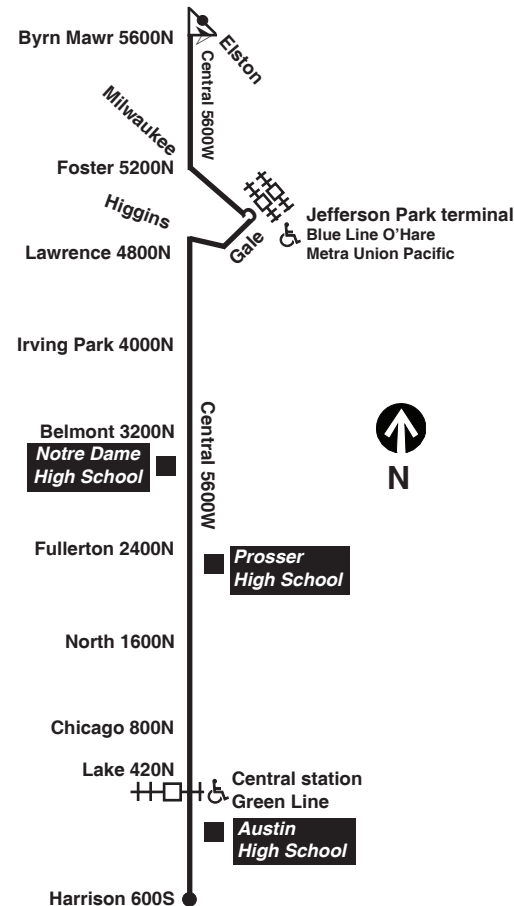 Byrn Mawr 5600N
Elston
Central 5600W
Milwaukee
Foster 5200N
Higgins
Jefferson Park terminal
Blue Line O'Hare
Metra Union Pacific
Gale
Lawrence 4800N
Irving Park 4000N
Belmont 3200N
Central 5600W
Notre Dame
High School
N
Fullerton 2400N
Prosser
High School
North 1600N
Chicago 800N
Lake 420N
Central station
Green Line
Austin
High School
Harrison 600S